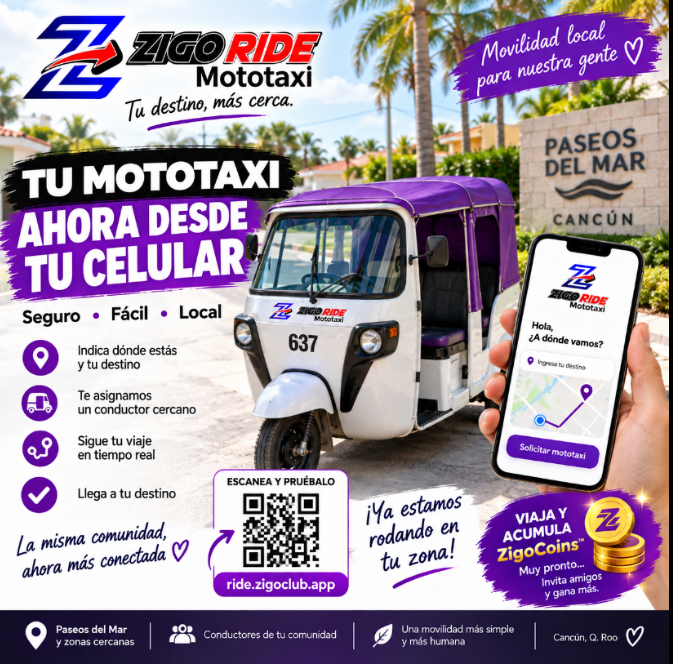 ZIGO RIDE
Mototaxi
Tu destino, más cerca.
Movilidad local
para nuestra gente
PASEOS
DEL MAR
CANCÚN
TU MOTOTAXI
AHORA DESDE
TU CELULAR
Seguro • Fácil • Local
Indica dónde estás
y tu destino
Te asignamos
un conductor cercano
Sigue tu viaje
en tiempo real
Llega a tu destino
ZIGO RIDE
Mototaxi
637
ZIGO RIDE
Mototaxi
Hola,
¿A dónde vamos?
Ingresa tu destino
Solicitar mototaxi
La misma comunidad,
ahora más conectada
ESCANEA Y PRUÉBALO
ride.zigoclub.app
¡Ya estamos
rodando en
tu zona!
VIAJA Y
ACUMULA
ZigoCoins™
Muy pronto...
Invita amigos
y gana más.
Paseos del Mar
y zonas cercanas
Conductores de tu comunidad
Una movilidad más simple
y más humana
Cancún, Q. Roo